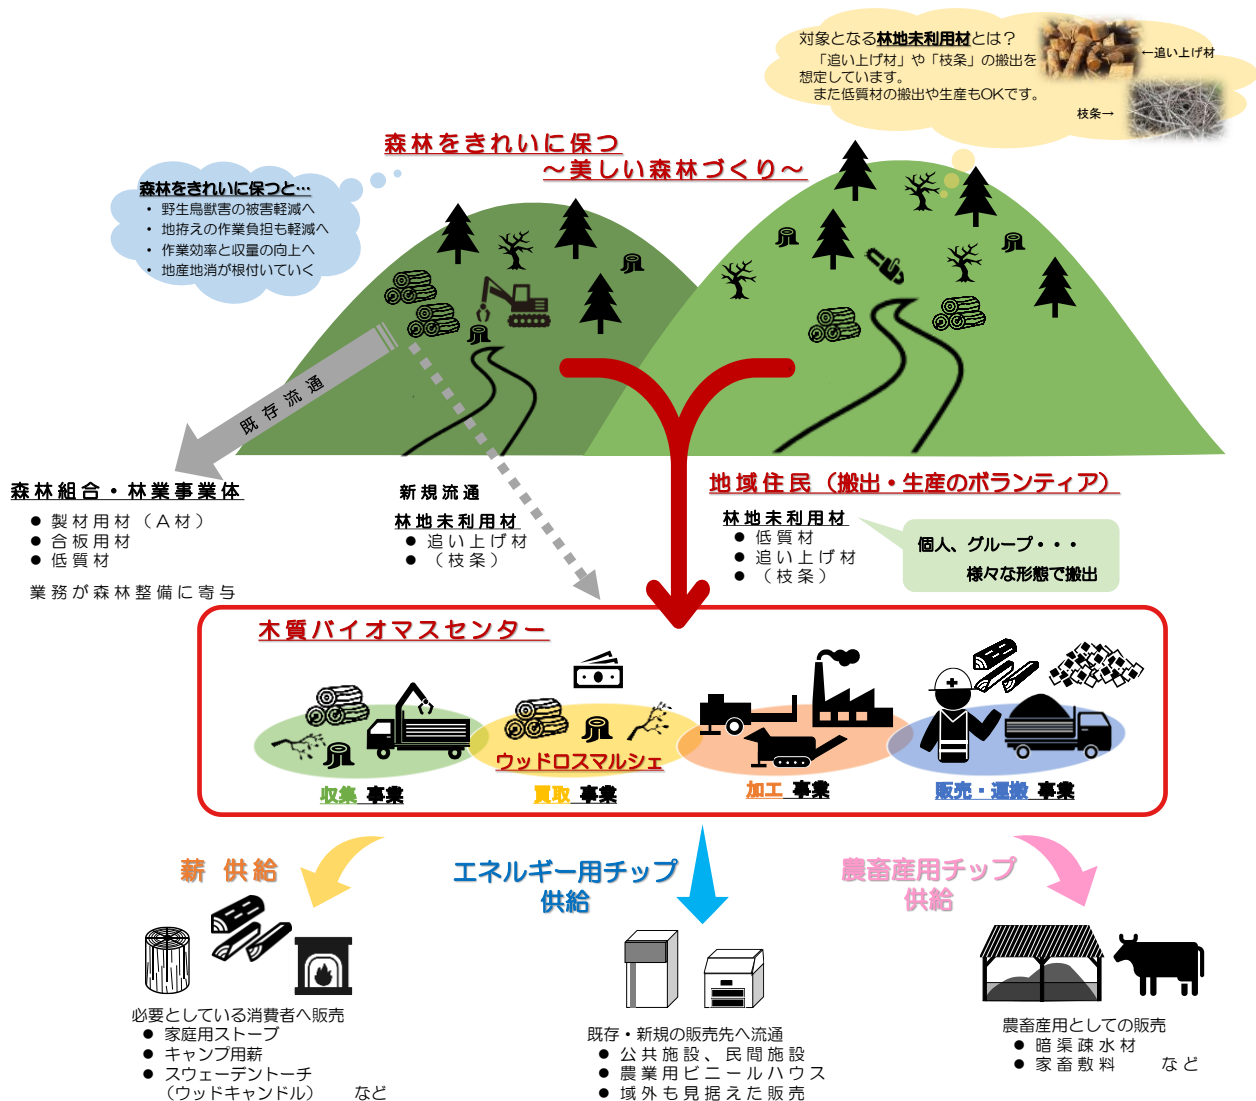 対象となる林地未利用材とは？
「追い上げ材」や「枝条」の搬出を
想定しています。
また低質材の搬出や生産もOKです。
←追い上げ材
枝条→
森林をきれいに保つ
～美しい森林づくり～
森林をきれいに保つと…
・ 野生鳥獣害の被害軽減へ
・ 地拵えの作業負担も軽減へ
・ 作業効率と収量の向上へ
・ 地産地消が根付いていく
既存流通
森林組合・林業事業体
● 製材用材（A材）
● 合板用材
● 低質材
業務が森林整備に寄与
新規流通
林地未利用材
● 追い上げ材
● （枝条）
地域住民（搬出・生産のボランティア）
林地未利用材
● 低質材
● 追い上げ材
● （枝条）
個人、グループ・・・
様々な形態で搬出
木質バイオマスセンター
ウッドロスマルシェ
収集 事業
買取 事業
加工 事業
販売・運搬 事業
薪 供給
必要としている消費者へ販売
● 家庭用ストーブ
● キャンプ用薪
● スウェーデントーチ
（ウッドキャンドル） など
エネルギー用チップ
供給
既存・新規の販売先へ流通
● 公共施設、民間施設
● 農業用ビニールハウス
● 域外も見据えた販売
農畜産用チップ
供給
農畜産用としての販売
● 暗渠疎水材
● 家畜敷料 など